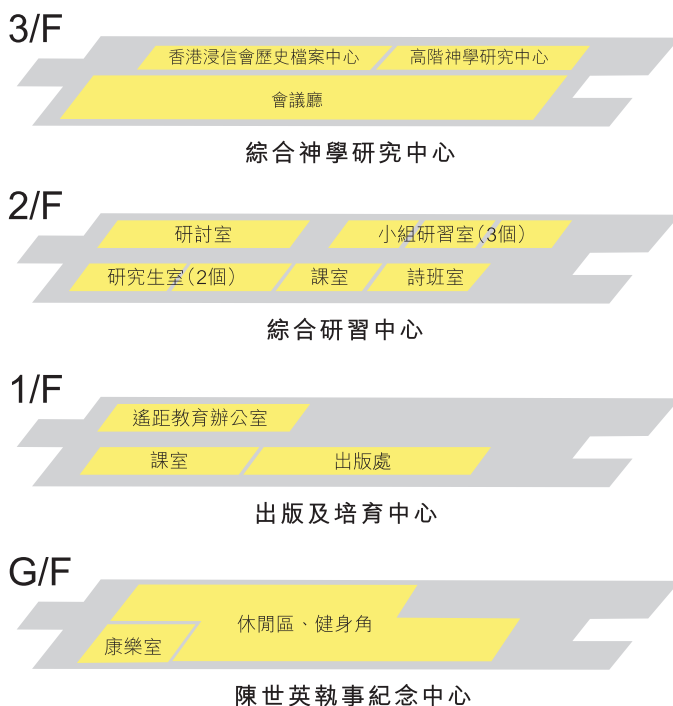 3/F
香港浸信會歷史檔案中心
高階神學研究中心
會議廳
綜合神學研究中心
2/F
研討室
小組研習室(3個)
研究生室(2個)
課室
詩班室
綜合研習中心
1/F
遙距教育辦公室
課室
出版處
出版及培育中心
G/F
休閒區、健身角
康樂室
陳世英執事紀念中心